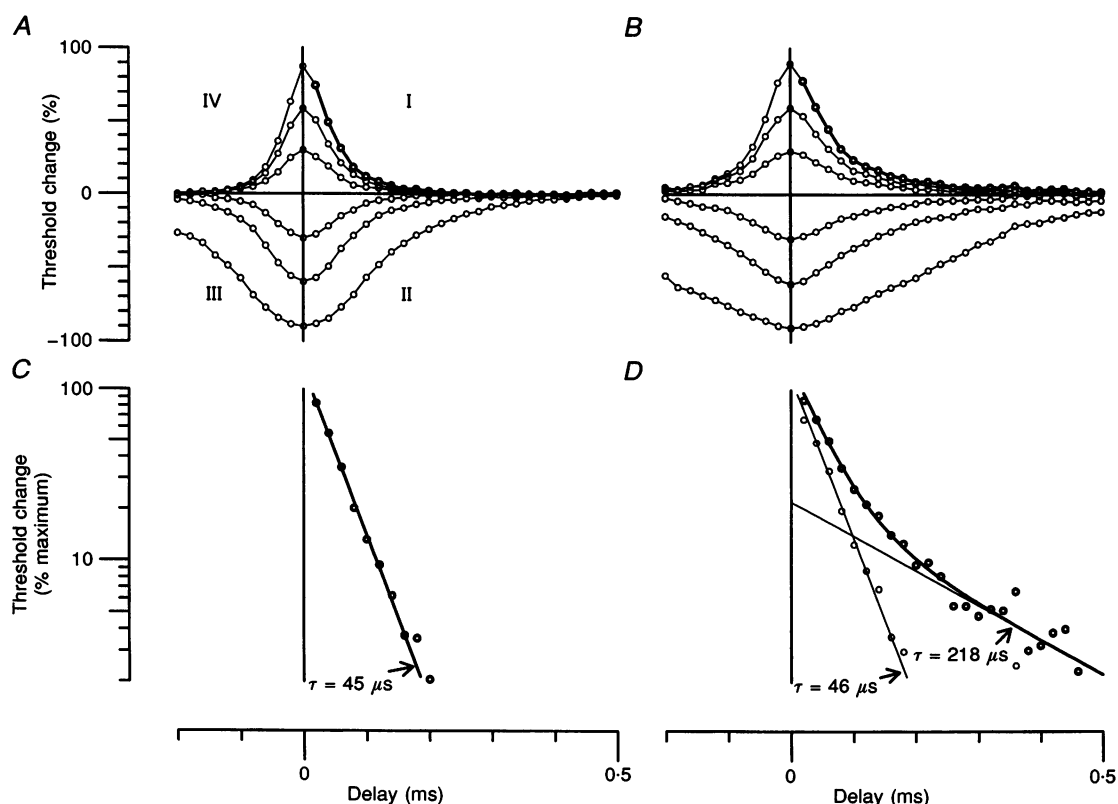 A
B
100
0
−100
Threshold change (%)
IV
I
III
II
C
D
100
10
Threshold change
(% maximum)
τ = 45 μs
τ = 218 μs
τ = 46 μs
0
0·5
0
0·5
Delay (ms)
Delay (ms)